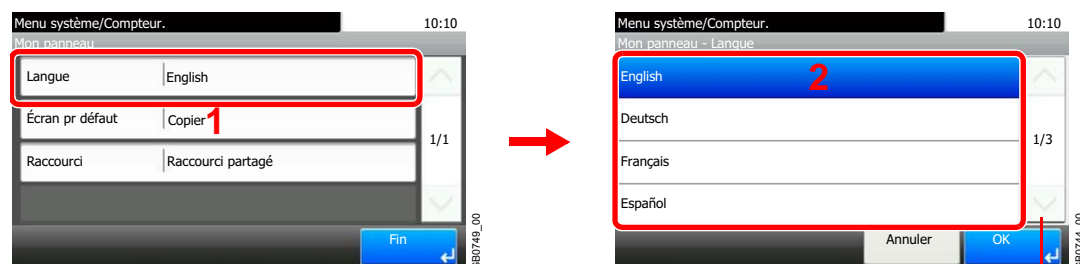 Menu système/Compteur.
10:10
Mon panneau
Langue
English
Écran pr défaut
Copier
1
Raccourci
Raccourci partagé
1/1
Fin
Menu système/Compteur.
10:10
Mon panneau - Langue
English
2
Deutsch
Français
Español
1/3
Annuler
OK